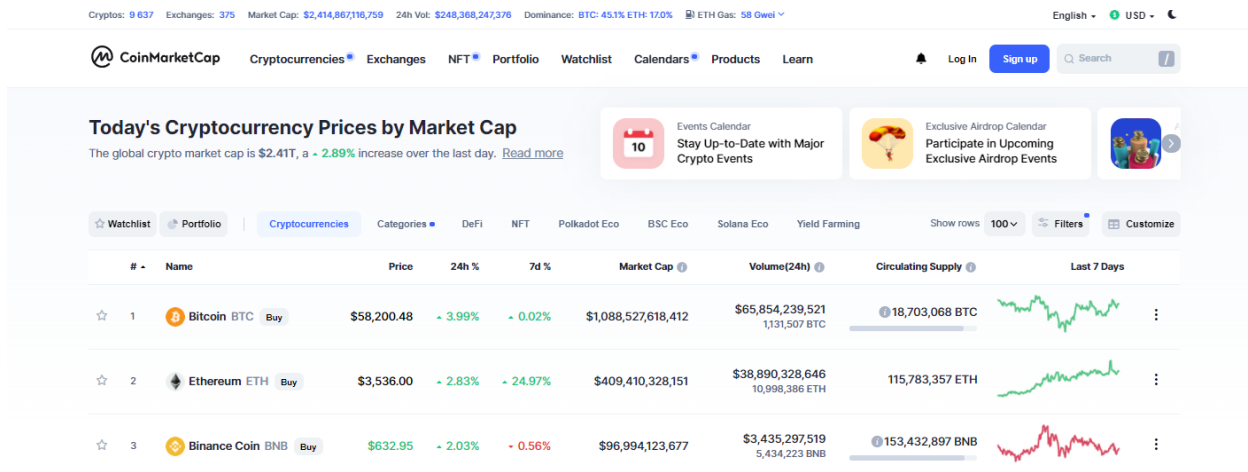 Cryptos: 9 637 Exchanges: 375 Market Cap: $2,414,867,116,759 24h Vol: $248,368,247,376 Dominance: BTC: 45.1% ETH: 17.0% ETH Gas: 58 Gwei English $ USD
CoinMarketCap Cryptocurrencies Exchanges NFT Portfolio Watchlist Calendars Products Learn Log In Sign up Search /
Today's Cryptocurrency Prices by Market Cap
The global crypto market cap is $2.41T, a 2.89% increase over the last day. Read more
10
Events Calendar
Stay Up-to-Date with Major
Crypto Events
Exclusive Airdrop Calendar
Participate in Upcoming
Exclusive Airdrop Events
Watchlist Portfolio Cryptocurrencies Categories DeFi NFT Polkadot Eco BSC Eco Solana Eco Yield Farming Show rows 100 Filters Customize
# Name Price 24h % 7d % Market Cap Volume(24h) Circulating Supply Last 7 Days
1 Bitcoin BTC Buy $58,200.48 3.99% 0.02% $1,088,527,618,412 $65,854,239,521 18,703,068 BTC
1,131,507 BTC
2 Ethereum ETH Buy $3,536.00 2.83% 24.97% $409,410,328,151 $38,890,328,646 115,783,357 ETH
10,998,386 ETH
3 Binance Coin BNB Buy $632.95 2.03% 0.56% $96,994,123,677 $3,435,297,519 153,432,897 BNB
5,434,223 BNB